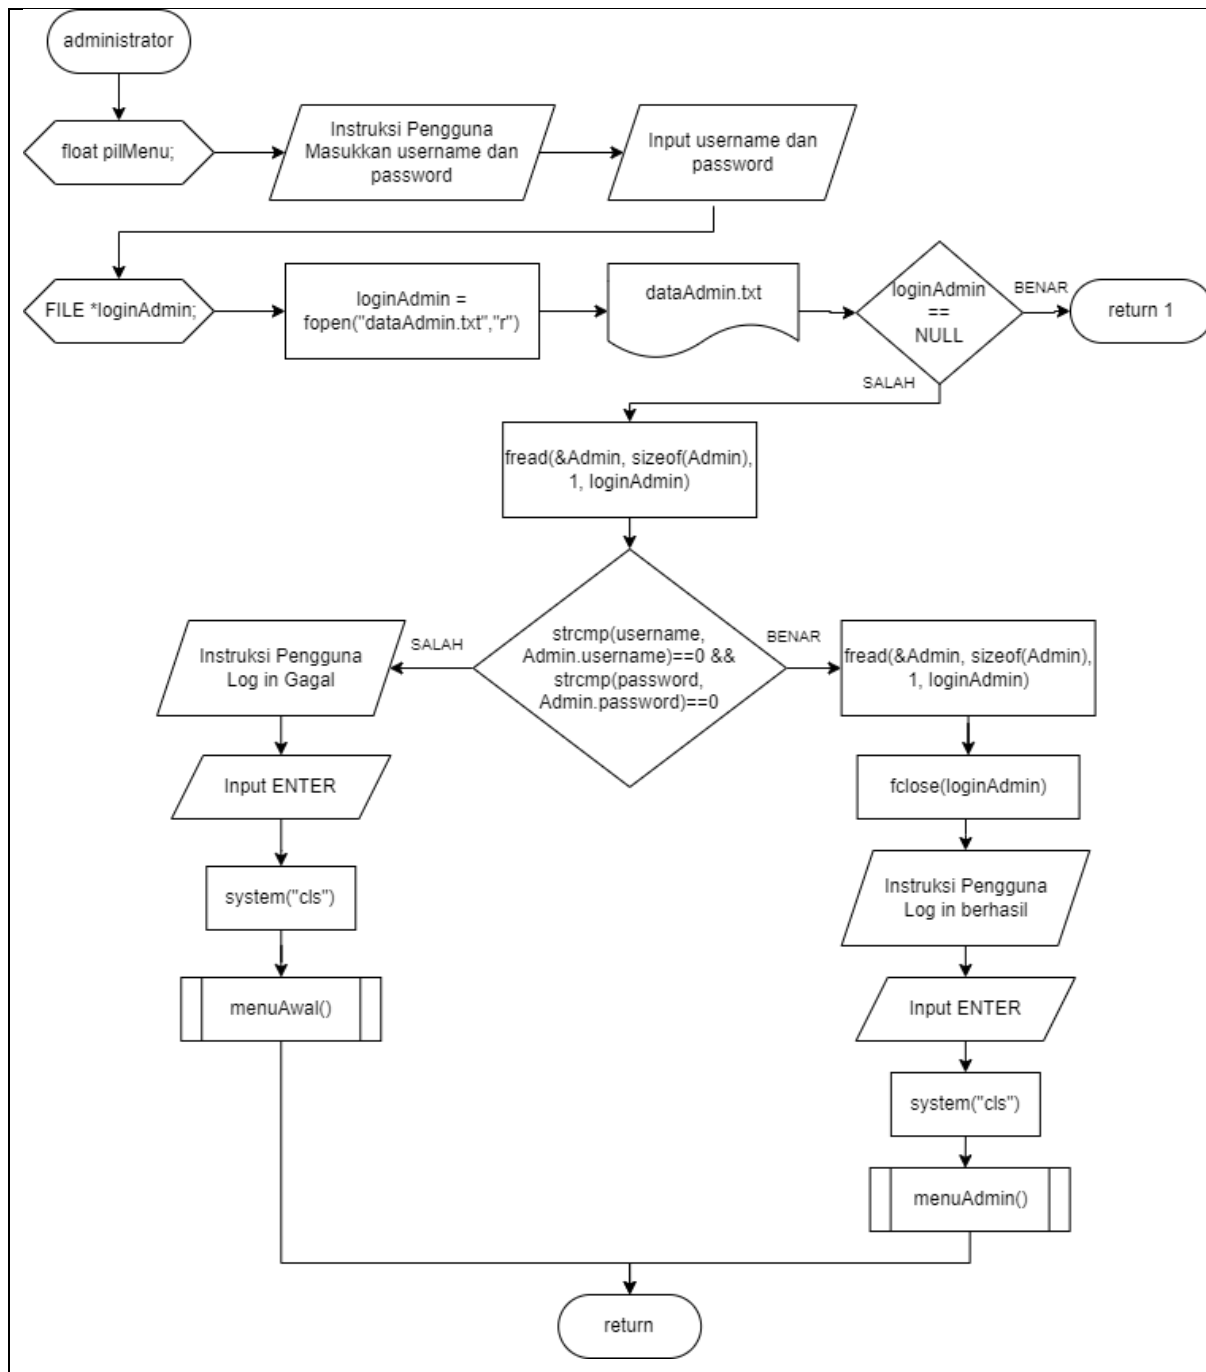 administrator
float pilMenu;
Instruksi Pengguna
Masukkan username dan
password
Input username dan
password
FILE *loginAdmin;
loginAdmin =
fopen("dataAdmin.txt","r")
dataAdmin.txt
loginAdmin
==
NULL
BENAR
return 1
SALAH
fread(&Admin, sizeof(Admin),
1, loginAdmin)
strcmp(username,
Admin.username)==0 &&
strcmp(password,
Admin.password)==0
SALAH
Instruksi Pengguna
Log in Gagal
Input ENTER
system("cls")
menuAwal()
BENAR
fread(&Admin, sizeof(Admin),
1, loginAdmin)
fclose(loginAdmin)
Instruksi Pengguna
Log in berhasil
Input ENTER
system("cls")
menuAdmin()
return